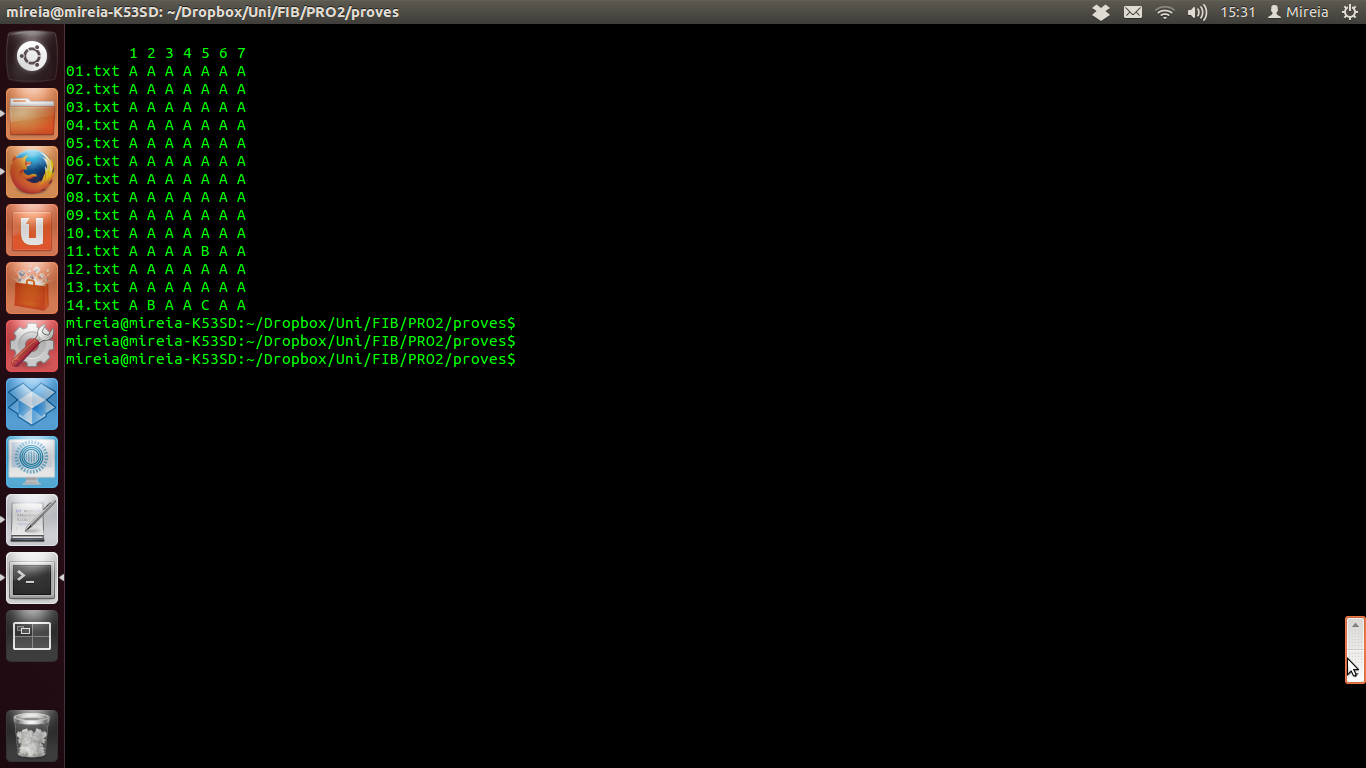 mireia@mireia-K53SD: ~/Dropbox/Uni/FIB/PRO2/proves 15:31 Mireia
1 2 3 4 5 6 7
01.txt A A A A A A A
02.txt A A A A A A A
03.txt A A A A A A A
04.txt A A A A A A A
05.txt A A A A A A A
06.txt A A A A A A A
07.txt A A A A A A A
08.txt A A A A A A A
09.txt A A A A A A A
10.txt A A A A A A A
11.txt A A A A B A A
12.txt A A A A A A A
13.txt A A A A A A A
14.txt A B A A C A A
mireia@mireia-K53SD:~/Dropbox/Uni/FIB/PRO2/proves$
mireia@mireia-K53SD:~/Dropbox/Uni/FIB/PRO2/proves$
mireia@mireia-K53SD:~/Dropbox/Uni/FIB/PRO2/proves$